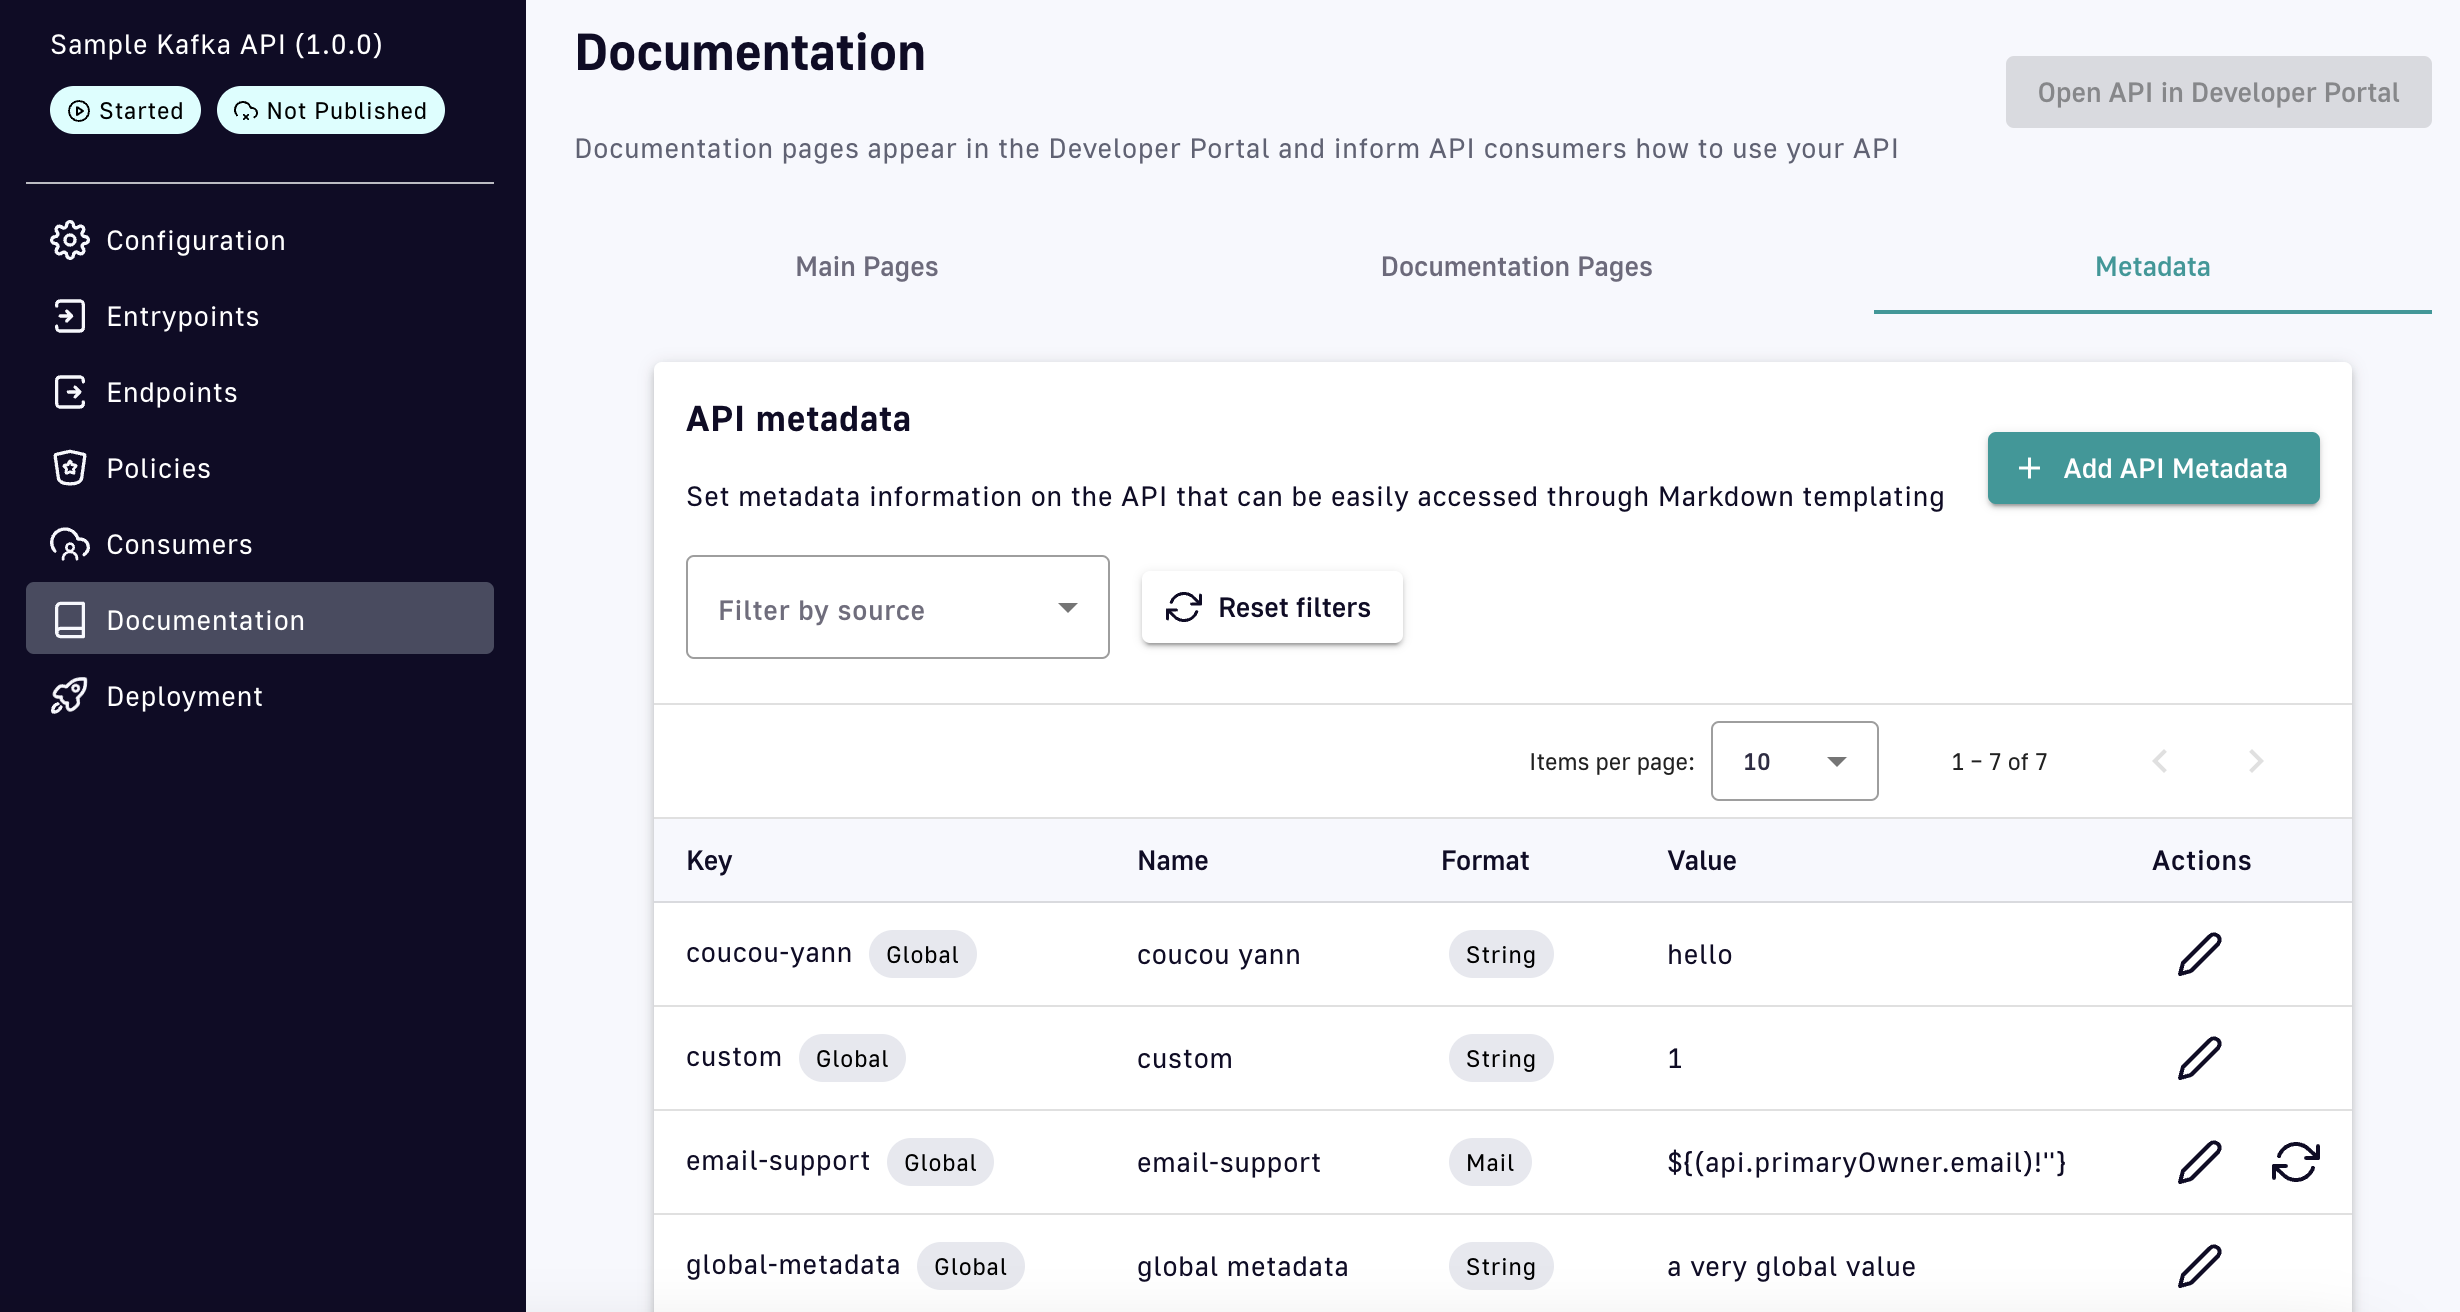 Sample Kafka API (1.0.0)
Started
Not Published
Configuration
Entrypoints
Endpoints
Policies
Consumers
Documentation
Deployment
Documentation
Open API in Developer Portal
Documentation pages appear in the Developer Portal and inform API consumers how to use your API
Main Pages
Documentation Pages
Metadata
API metadata
Add API Metadata
Set metadata information on the API that can be easily accessed through Markdown templating
Filter by source
Reset filters
Items per page: 10 1 – 7 of 7
Key Name Format Value Actions
coucou-yann Global coucou yann String hello
custom Global custom String 1
email-support Global email-support Mail ${(api.primaryOwner.email)!''}
global-metadata Global global metadata String a very global value